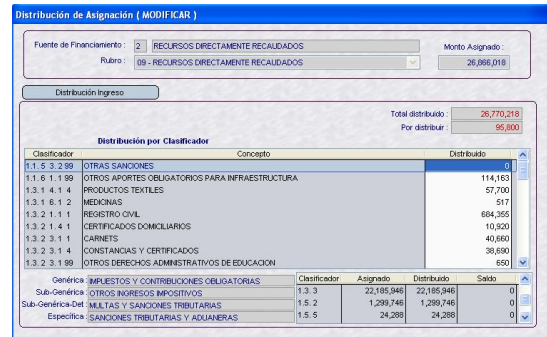 Distribución de Asignación ( MODIFICAR )
Fuente de Financiamiento : 2 RECURSOS DIRECTAMENTE RECAUDADOS Monto Asignado :
Rubro : 09 - RECURSOS DIRECTAMENTE RECAUDADOS 26,866,018
Distribución Ingreso
Total distribuido : 26,770,218
Por distribuir : 95,800
Distribución por Clasificador
Clasificador Concepto Distribuido
1.1. 5 3. 2 99 OTRAS SANCIONES 0
1.1. 6 1. 1 99 OTROS APORTES OBLIGATORIOS PARA INFRAESTRUCTURA 114,163
1.3. 1 4. 1 4 PRODUCTOS TEXTILES 57,700
1.3. 1 6. 1 2 MEDICINAS 517
1.3. 2 1. 1 1 REGISTRO CIVIL 684,355
1.3. 2 1. 4 1 CERTIFICADOS DOMICILIARIOS 10,920
1.3. 2 3. 1 1 CARNETS 40,660
1.3. 2 3. 1 4 CONSTANCIAS Y CERTIFICADOS 38,690
1.3. 2 3. 1 99 OTROS DERECHOS ADMINISTRATIVOS DE EDUCACION 650
Genérica : IMPUESTOS Y CONTRIBUCIONES OBLIGATORIAS Clasificador Asignado Distribuido Saldo
Sub-Genérica : OTROS INGRESOS IMPOSITIVOS 1.3. 3 22,185,946 22,185,946 0
Sub-Genérica-Det : MULTAS Y SANCIONES TRIBUTARIAS 1.5. 2 1,299,746 1,299,746 0
Específica : SANCIONES TRIBUTARIAS Y ADUANERAS 1.5. 5 24,288 24,288 0